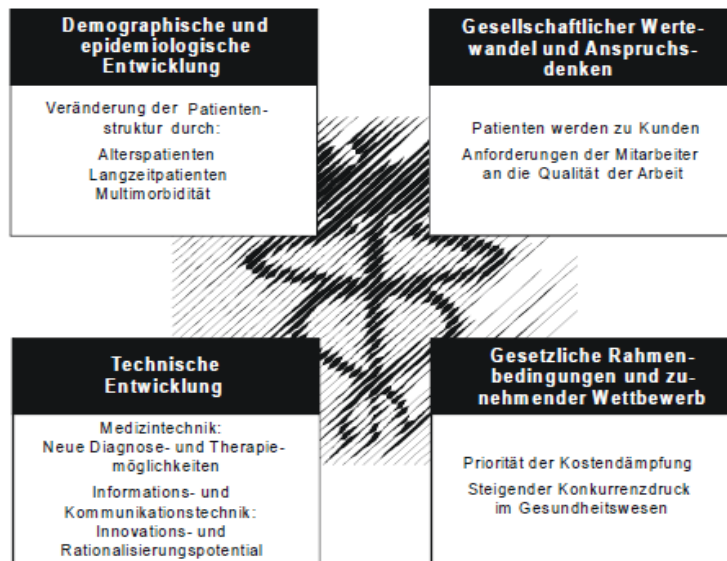 Demographische und
epidemiologische
Entwicklung
Veränderung der Patienten-
struktur durch:
Alterspatienten
Langzeitpatienten
Multimorbidität
Gesellschaftlicher Werte-
wandel und Anspruchs-
denken
Patienten werden zu Kunden
Anforderungen der Mitarbeiter
an die Qualität der Arbeit
Technische
Entwicklung
Medizintechnik:
Neue Diagnose- und Therapie-
möglichkeiten
Informations- und
Kommunikationstechnik:
Innovations- und
Rationalisierungspotential
Gesetzliche Rahmen-
bedingungen und zu-
nehmender Wettbewerb
Priorität der Kostendämpfung
Steigender Konkurrenzdruck
im Gesundheitswesen